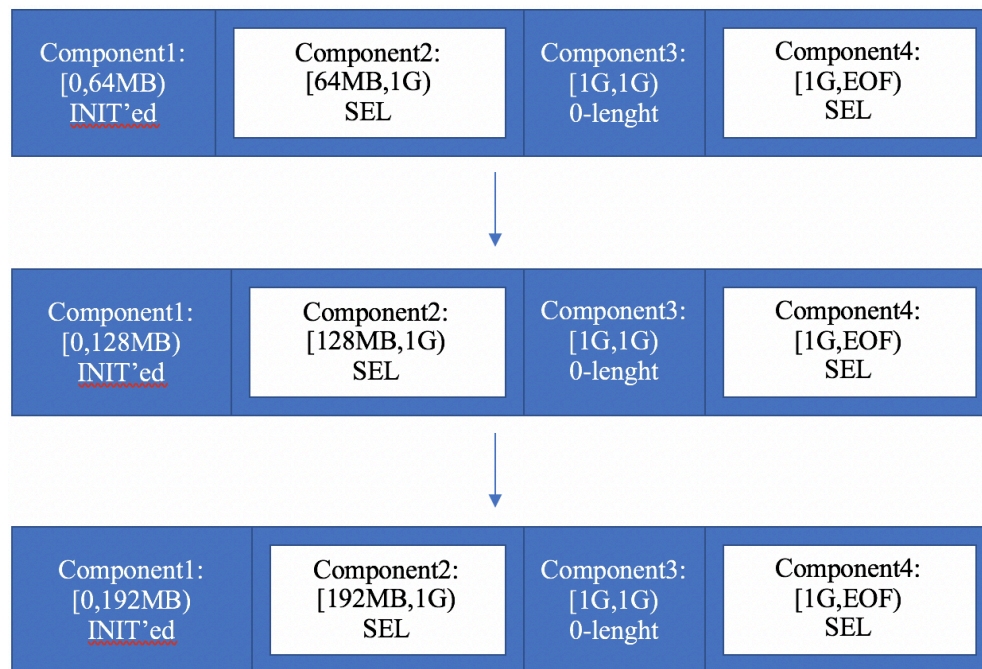 Component1:
[0,64MB)
INIT’ed
Component2:
[64MB,1G)
SEL
Component3:
[1G,1G)
0-lenght
Component4:
[1G,EOF)
SEL
Component1:
[0,128MB)
INIT’ed
Component2:
[128MB,1G)
SEL
Component3:
[1G,1G)
0-lenght
Component4:
[1G,EOF)
SEL
Component1:
[0,192MB)
INIT’ed
Component2:
[192MB,1G)
SEL
Component3:
[1G,1G)
0-lenght
Component4:
[1G,EOF)
SEL